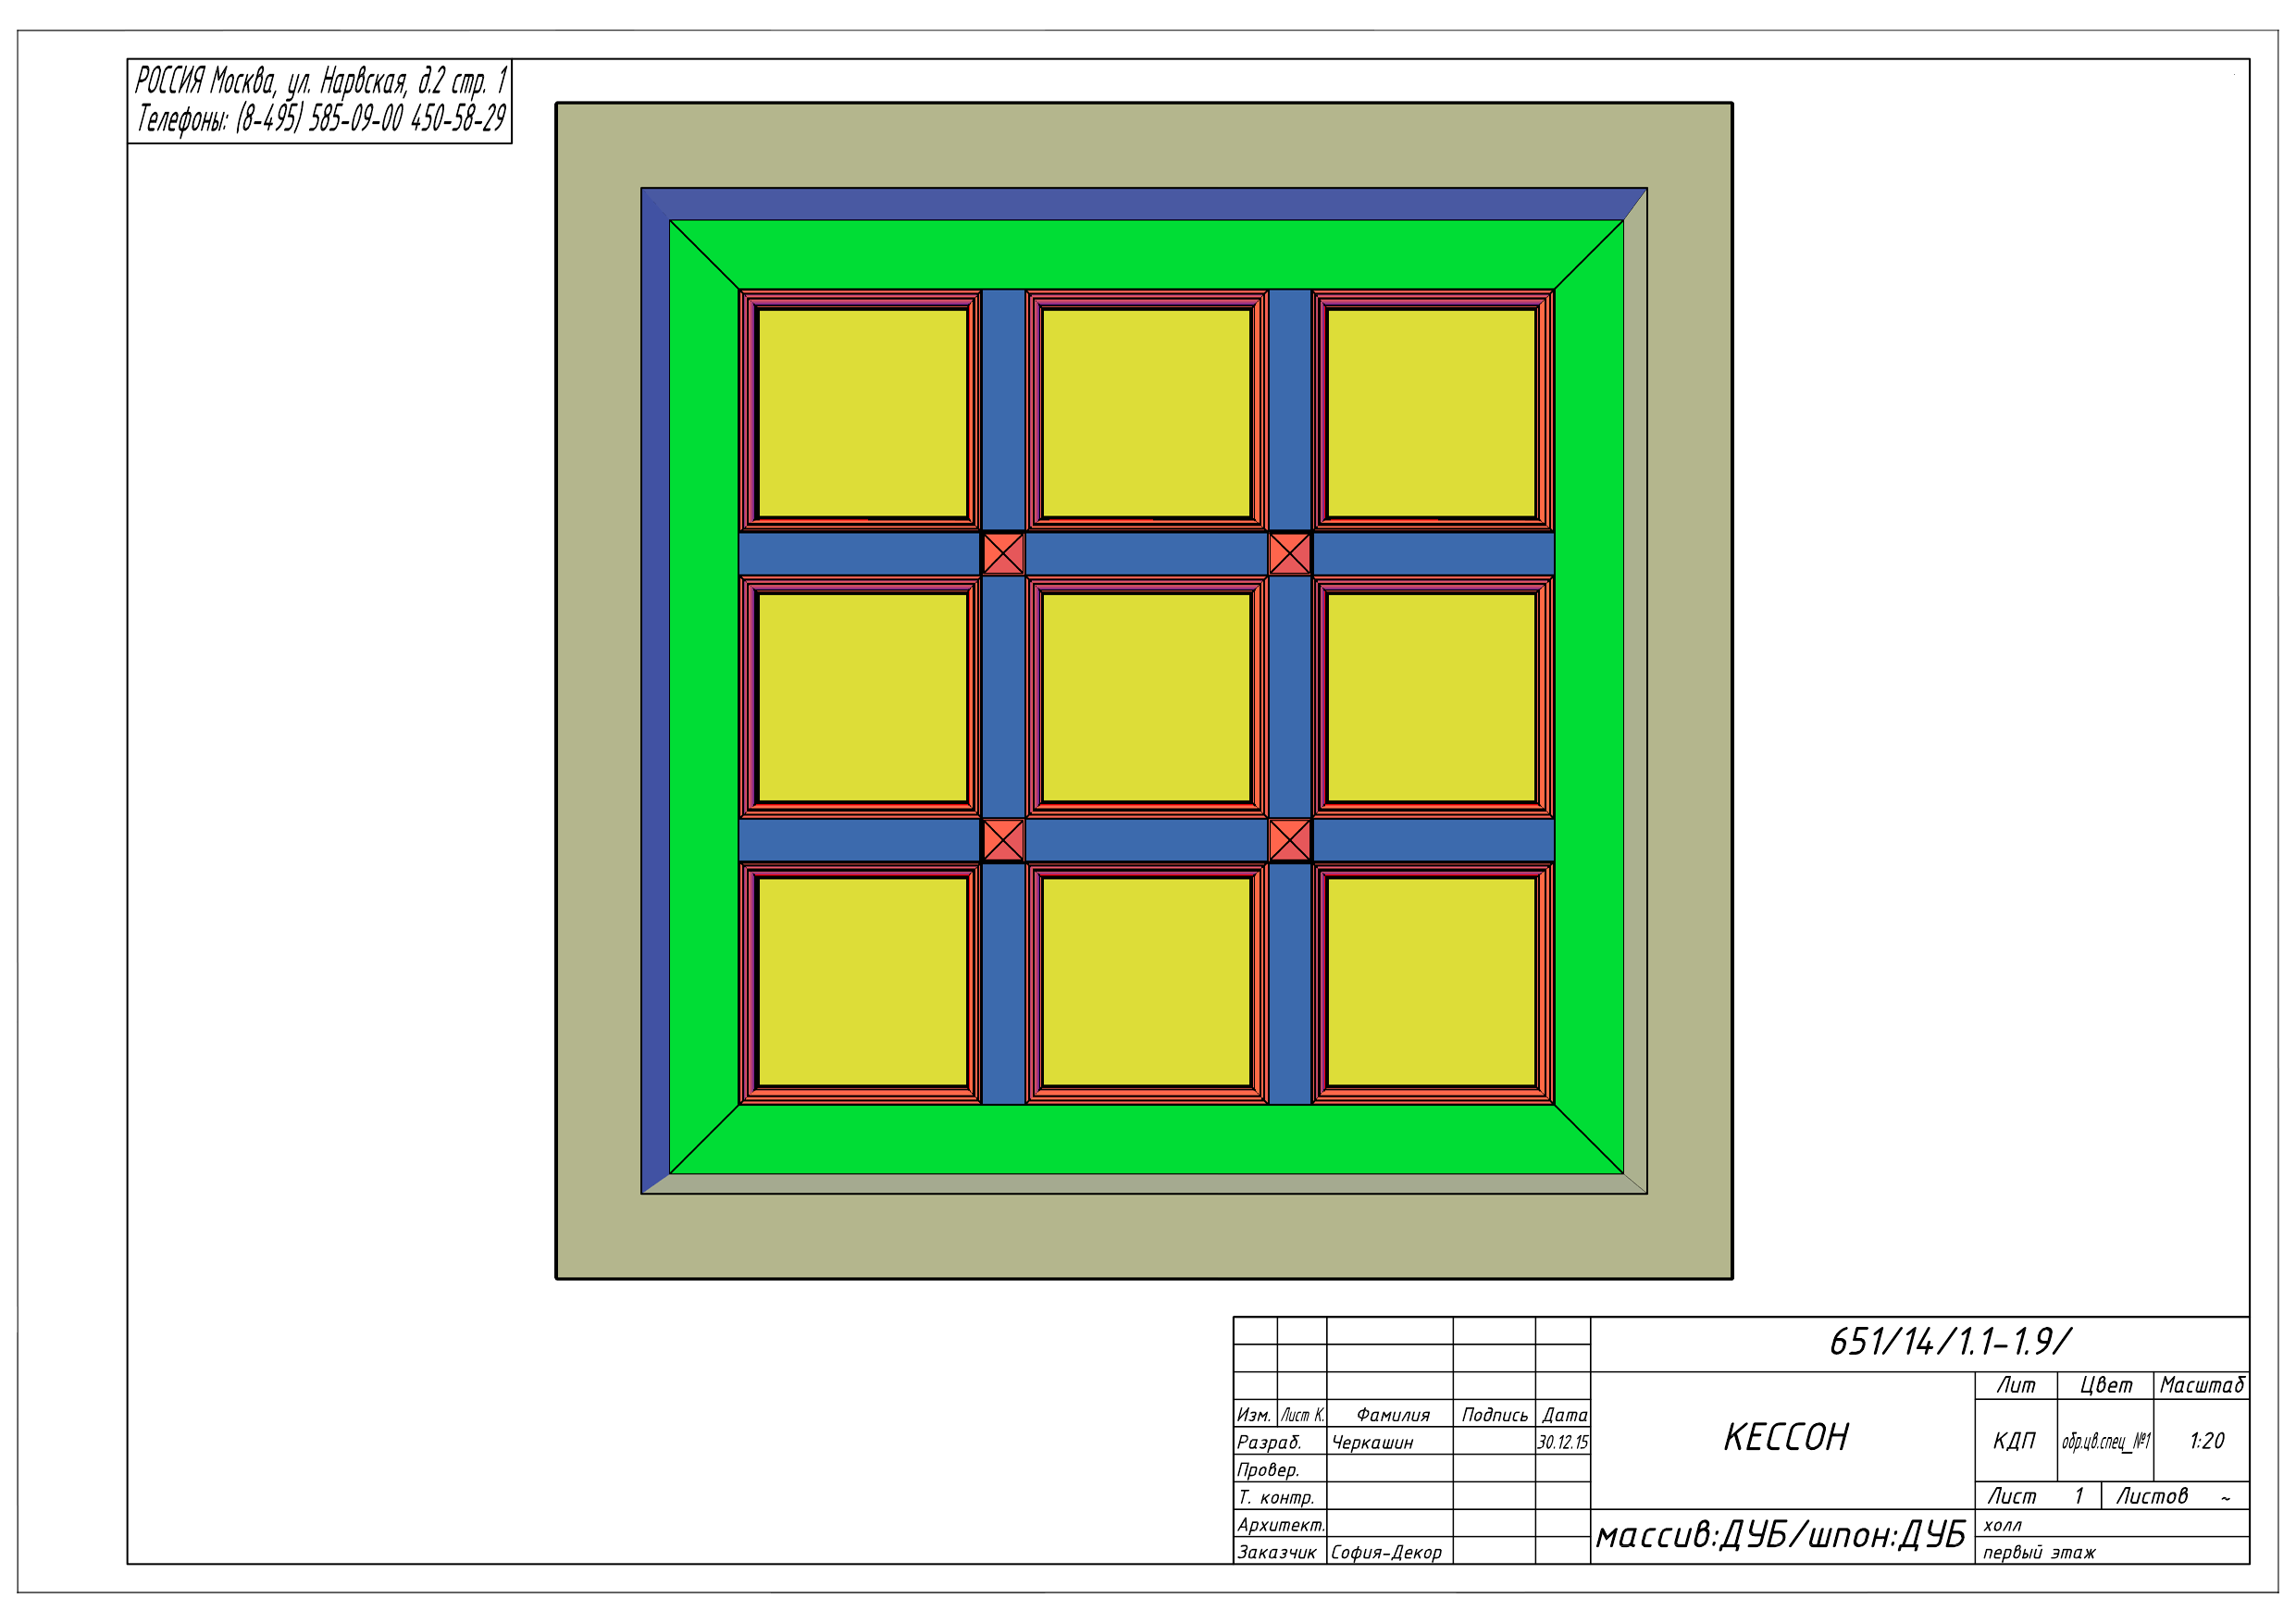 РОССИЯ Москва, ул. Нарвская, д.2 стр. 1
Телефоны: (8-495) 585-09-00 450-58-29
651/14/1.1-1.9/
Лит Цвет Масштаб
Изм. Лист К. Фамилия Подпись Дата
КЕССОН
КДП обр.цв.спец_№1 1:20
Разраб. Черкашин 30.12.15
Провер.
Т. контр.
Лист 1 Листов ~
Архитект.
массив:ДУБ/шпон:ДУБ
холл
Заказчик София-Декор
первый этаж